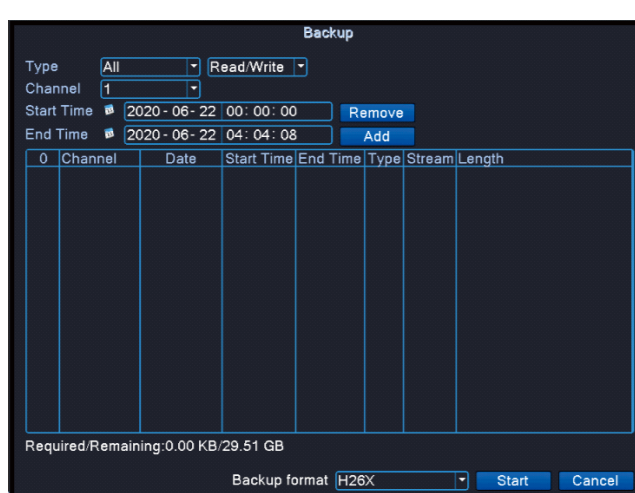 Backup
Type All Read/Write
Channel 1
Start Time 2020-06-22 00:00:00 Remove
End Time 2020-06-22 04:04:08 Add
0 Channel Date Start Time End Time Type Stream Length
Required/Remaining:0.00 KB/29.51 GB
Backup format H26X Start Cancel